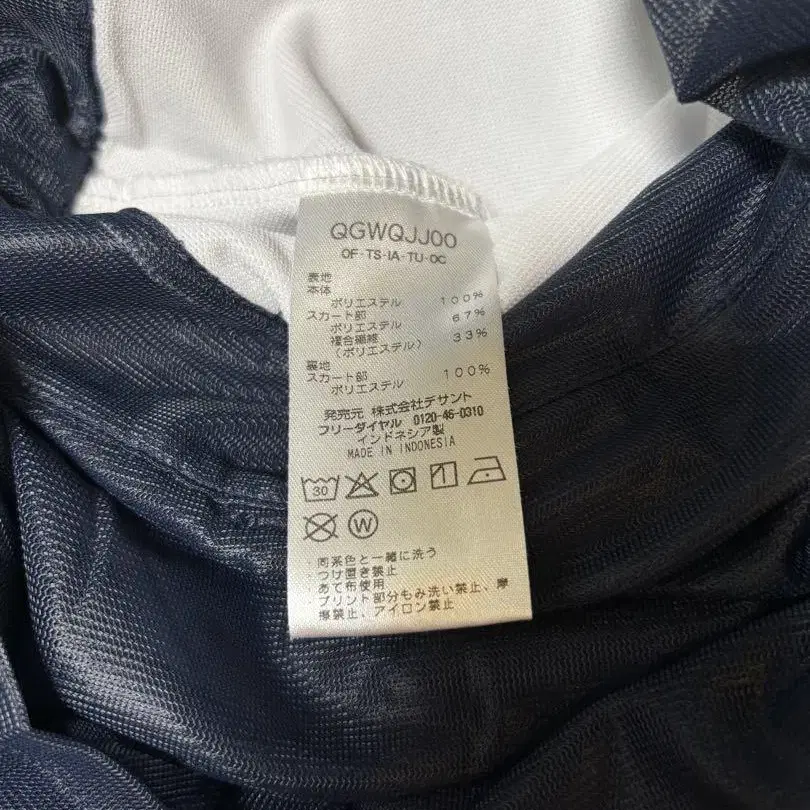 QGWQJJ00
OF・TS・IA・TU・OC
表地
本体
ポリエステル 100%
スカート部
67%
複合繊維
(ポリエステル) 33%
裏地
スカート部
ポリエステル 100%
発売元 株式会社デサント
フリーダイヤル 0120-46-0310
インドネシア製
MADE IN INDONESIA
30
W
・同系色と一緒に洗う
・つけ置き禁止
・あて布使用
・プリント部分もみ洗い禁止、摩
擦禁止、アイロン禁止